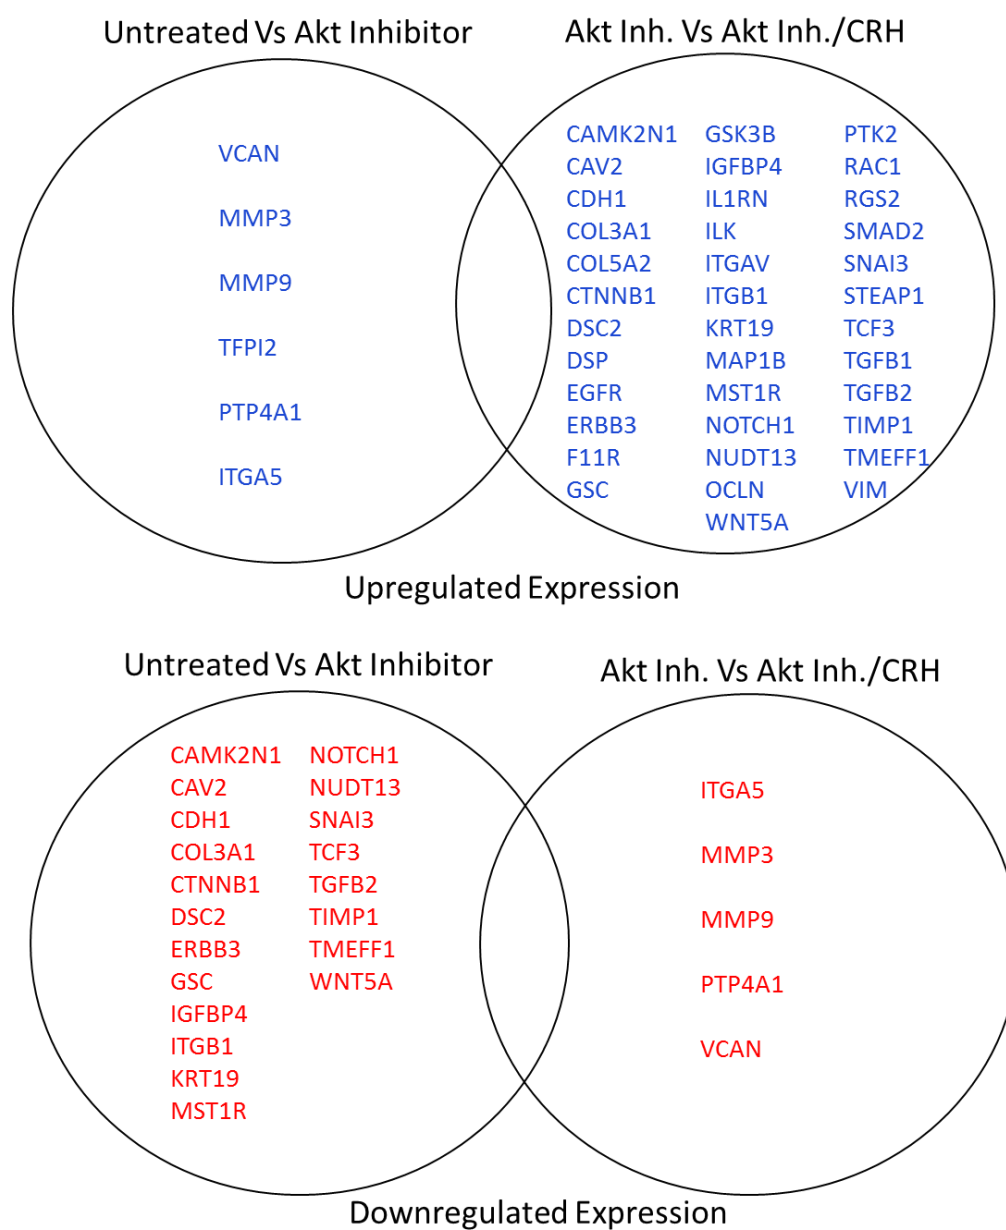 Untreated Vs Akt Inhibitor
Akt Inh. Vs Akt Inh./CRH
VCAN
MMP3
MMP9
TFPI2
PTP4A1
ITGA5
CAMK2N1
CAV2
CDH1
COL3A1
COL5A2
CTNNB1
DSC2
DSP
EGFR
ERBB3
F11R
GSC
GSK3B
IGFBP4
IL1RN
ILK
ITGAV
ITGB1
KRT19
MAP1B
MST1R
NOTCH1
NUDT13
OCLN
WNT5A
PTK2
RAC1
RGS2
SMAD2
SNAI3
STEAP1
TCF3
TGFB1
TGFB2
TIMP1
TMEFF1
VIM
Upregulated Expression
Untreated Vs Akt Inhibitor
Akt Inh. Vs Akt Inh./CRH
CAMK2N1
CAV2
CDH1
COL3A1
CTNNB1
DSC2
ERBB3
GSC
IGFBP4
ITGB1
KRT19
MST1R
NOTCH1
NUDT13
SNAI3
TCF3
TGFB2
TIMP1
TMEFF1
WNT5A
ITGA5
MMP3
MMP9
PTP4A1
VCAN
Downregulated Expression